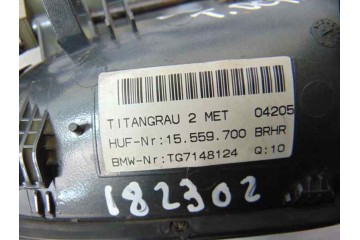 TITANGRAU 2 MET 04205
HUF-Nr:15.559.700 BRHR
BMW-Nr:TG7148124 Q:10
182302